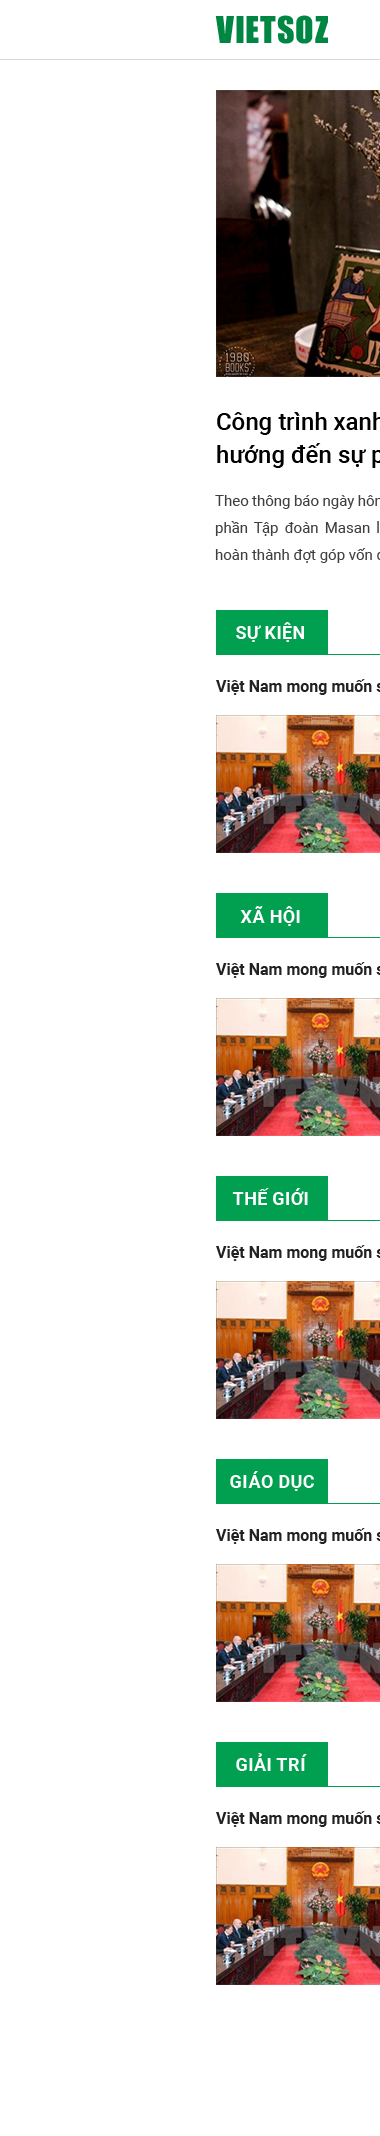 VIETSOZ
1980
BOOKS
Công trình xanh
hướng đến sự p
Theo thông báo ngày hôn
phần Tập đoàn Masan l
hoàn thành đợt góp vốn
SỰ KIỆN
Việt Nam mong muốn s
XÃ HỘI
Việt Nam mong muốn s
THẾ GIỚI
Việt Nam mong muốn s
GIÁO DỤC
Việt Nam mong muốn s
GIẢI TRÍ
Việt Nam mong muốn s